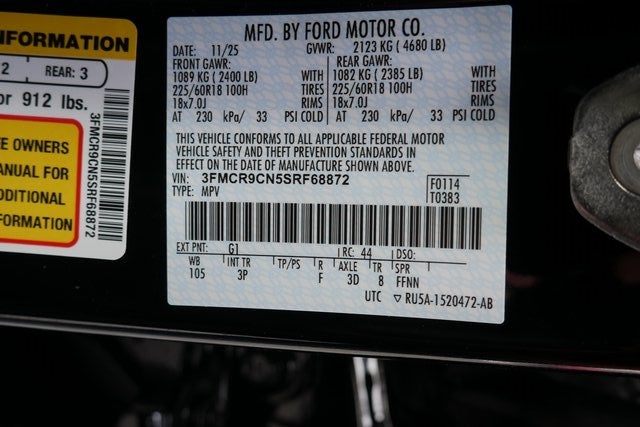 NFORMATION
2 REAR: 3
or 912 lbs.
E OWNERS
ANUAL FOR
ADDITIONAL
FORMATION
3FMCR9CN5SRF68872
MFD. BY FORD MOTOR CO.
DATE: 11/25 GVWR: 2123 KG ( 4680 LB)
FRONT GAWR: REAR GAWR:
1089 KG ( 2400 LB) WITH 1082 KG ( 2385 LB) WITH
225/60R18 100H TIRES 225/60R18 100H TIRES
18x7.0J RIMS 18x7.0J RIMS
AT 230 kPa/ 33 PSI COLD AT 230 kPa/ 33 PSI COLD
THIS VEHICLE CONFORMS TO ALL APPLICABLE FEDERAL MOTOR
VEHICLE SAFETY AND THEFT PREVENTION STANDARDS IN
EFFECT ON THE DATE OF MANUFACTURE SHOWN ABOVE.
VIN: 3FMCR9CN5SRF68872 F0114
TYPE: MPV T0383
EXT PNT: G1 RC: 44 DSO:
WB INT TR TP/PS R AXLE TR SPR
105 3P F 3D 8 FFNN
UTC ▽ RU5A-1520472-AB